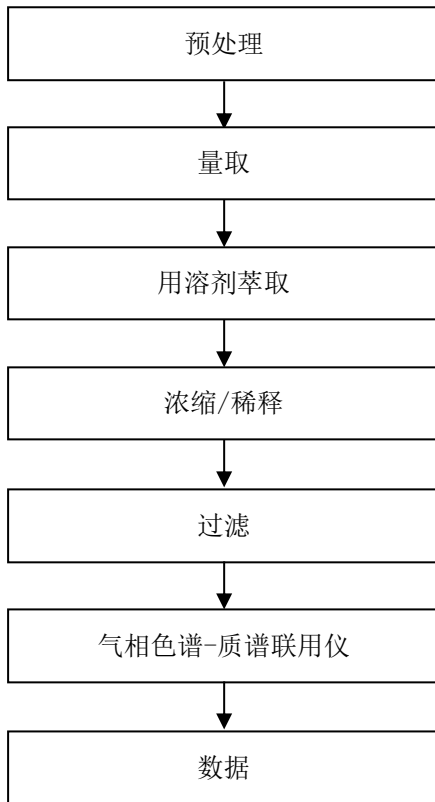 预处理
量取
用溶剂萃取
浓缩/稀释
过滤
气相色谱-质谱联用仪
数据